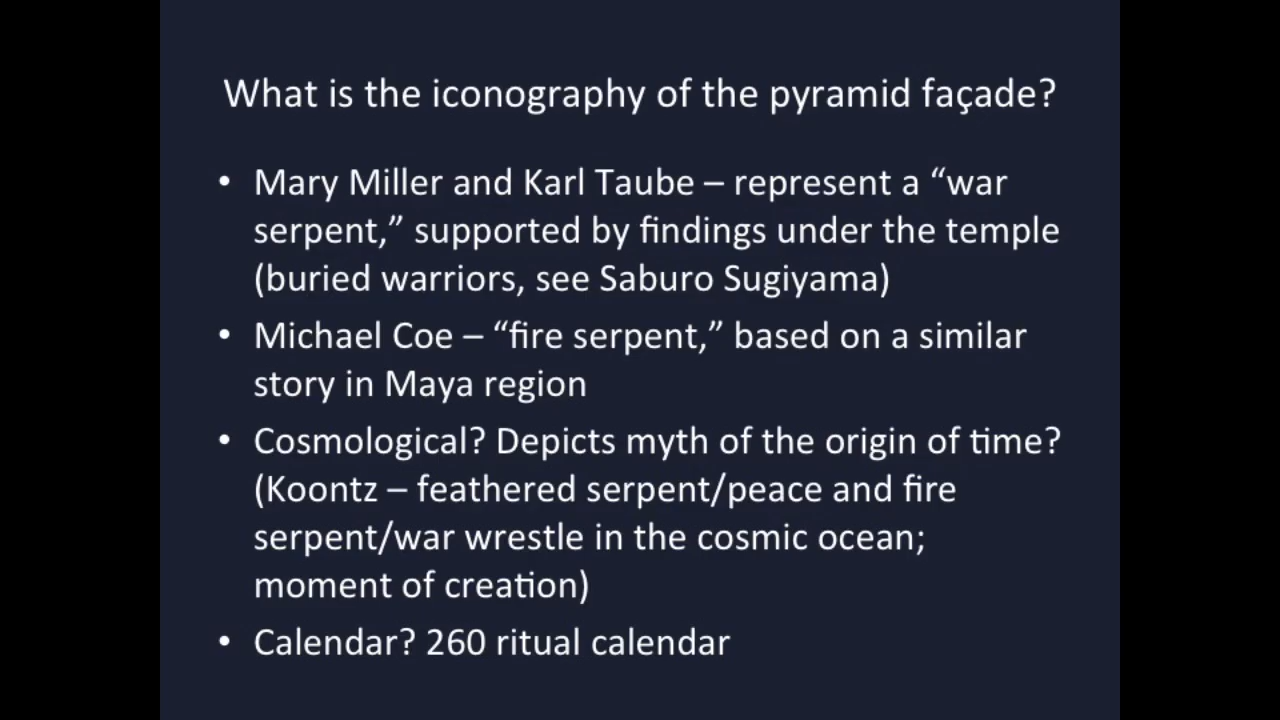 What is the iconography of the pyramid façade?
• Mary Miller and Karl Taube – represent a “war
serpent,” supported by findings under the temple
(buried warriors, see Saburo Sugiyama)
• Michael Coe – “fire serpent,” based on a similar
story in Maya region
• Cosmological? Depicts myth of the origin of time?
(Koontz – feathered serpent/peace and fire
serpent/war wrestle in the cosmic ocean;
moment of creation)
• Calendar? 260 ritual calendar